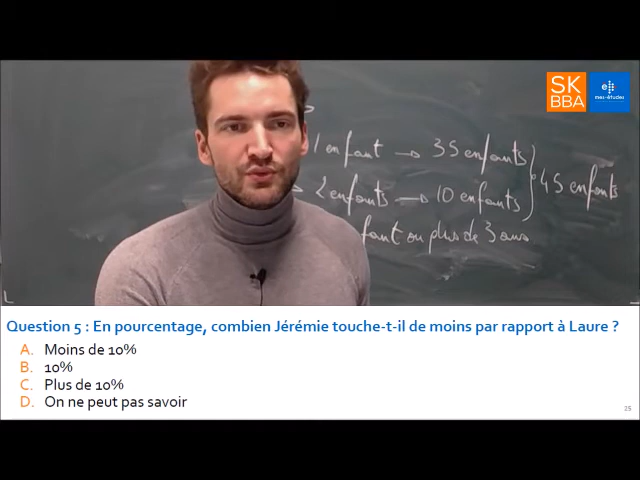 SK
BBA
mes-études
1 enfant → 35 enfants
2 enfants → 10 enfants
45 enfants
fant ou plus de 3 ans
Question 5 : En pourcentage, combien Jérémie touche-t-il de moins par rapport à Laure ?
A. Moins de 10%
B. 10%
C. Plus de 10%
D. On ne peut pas savoir
25